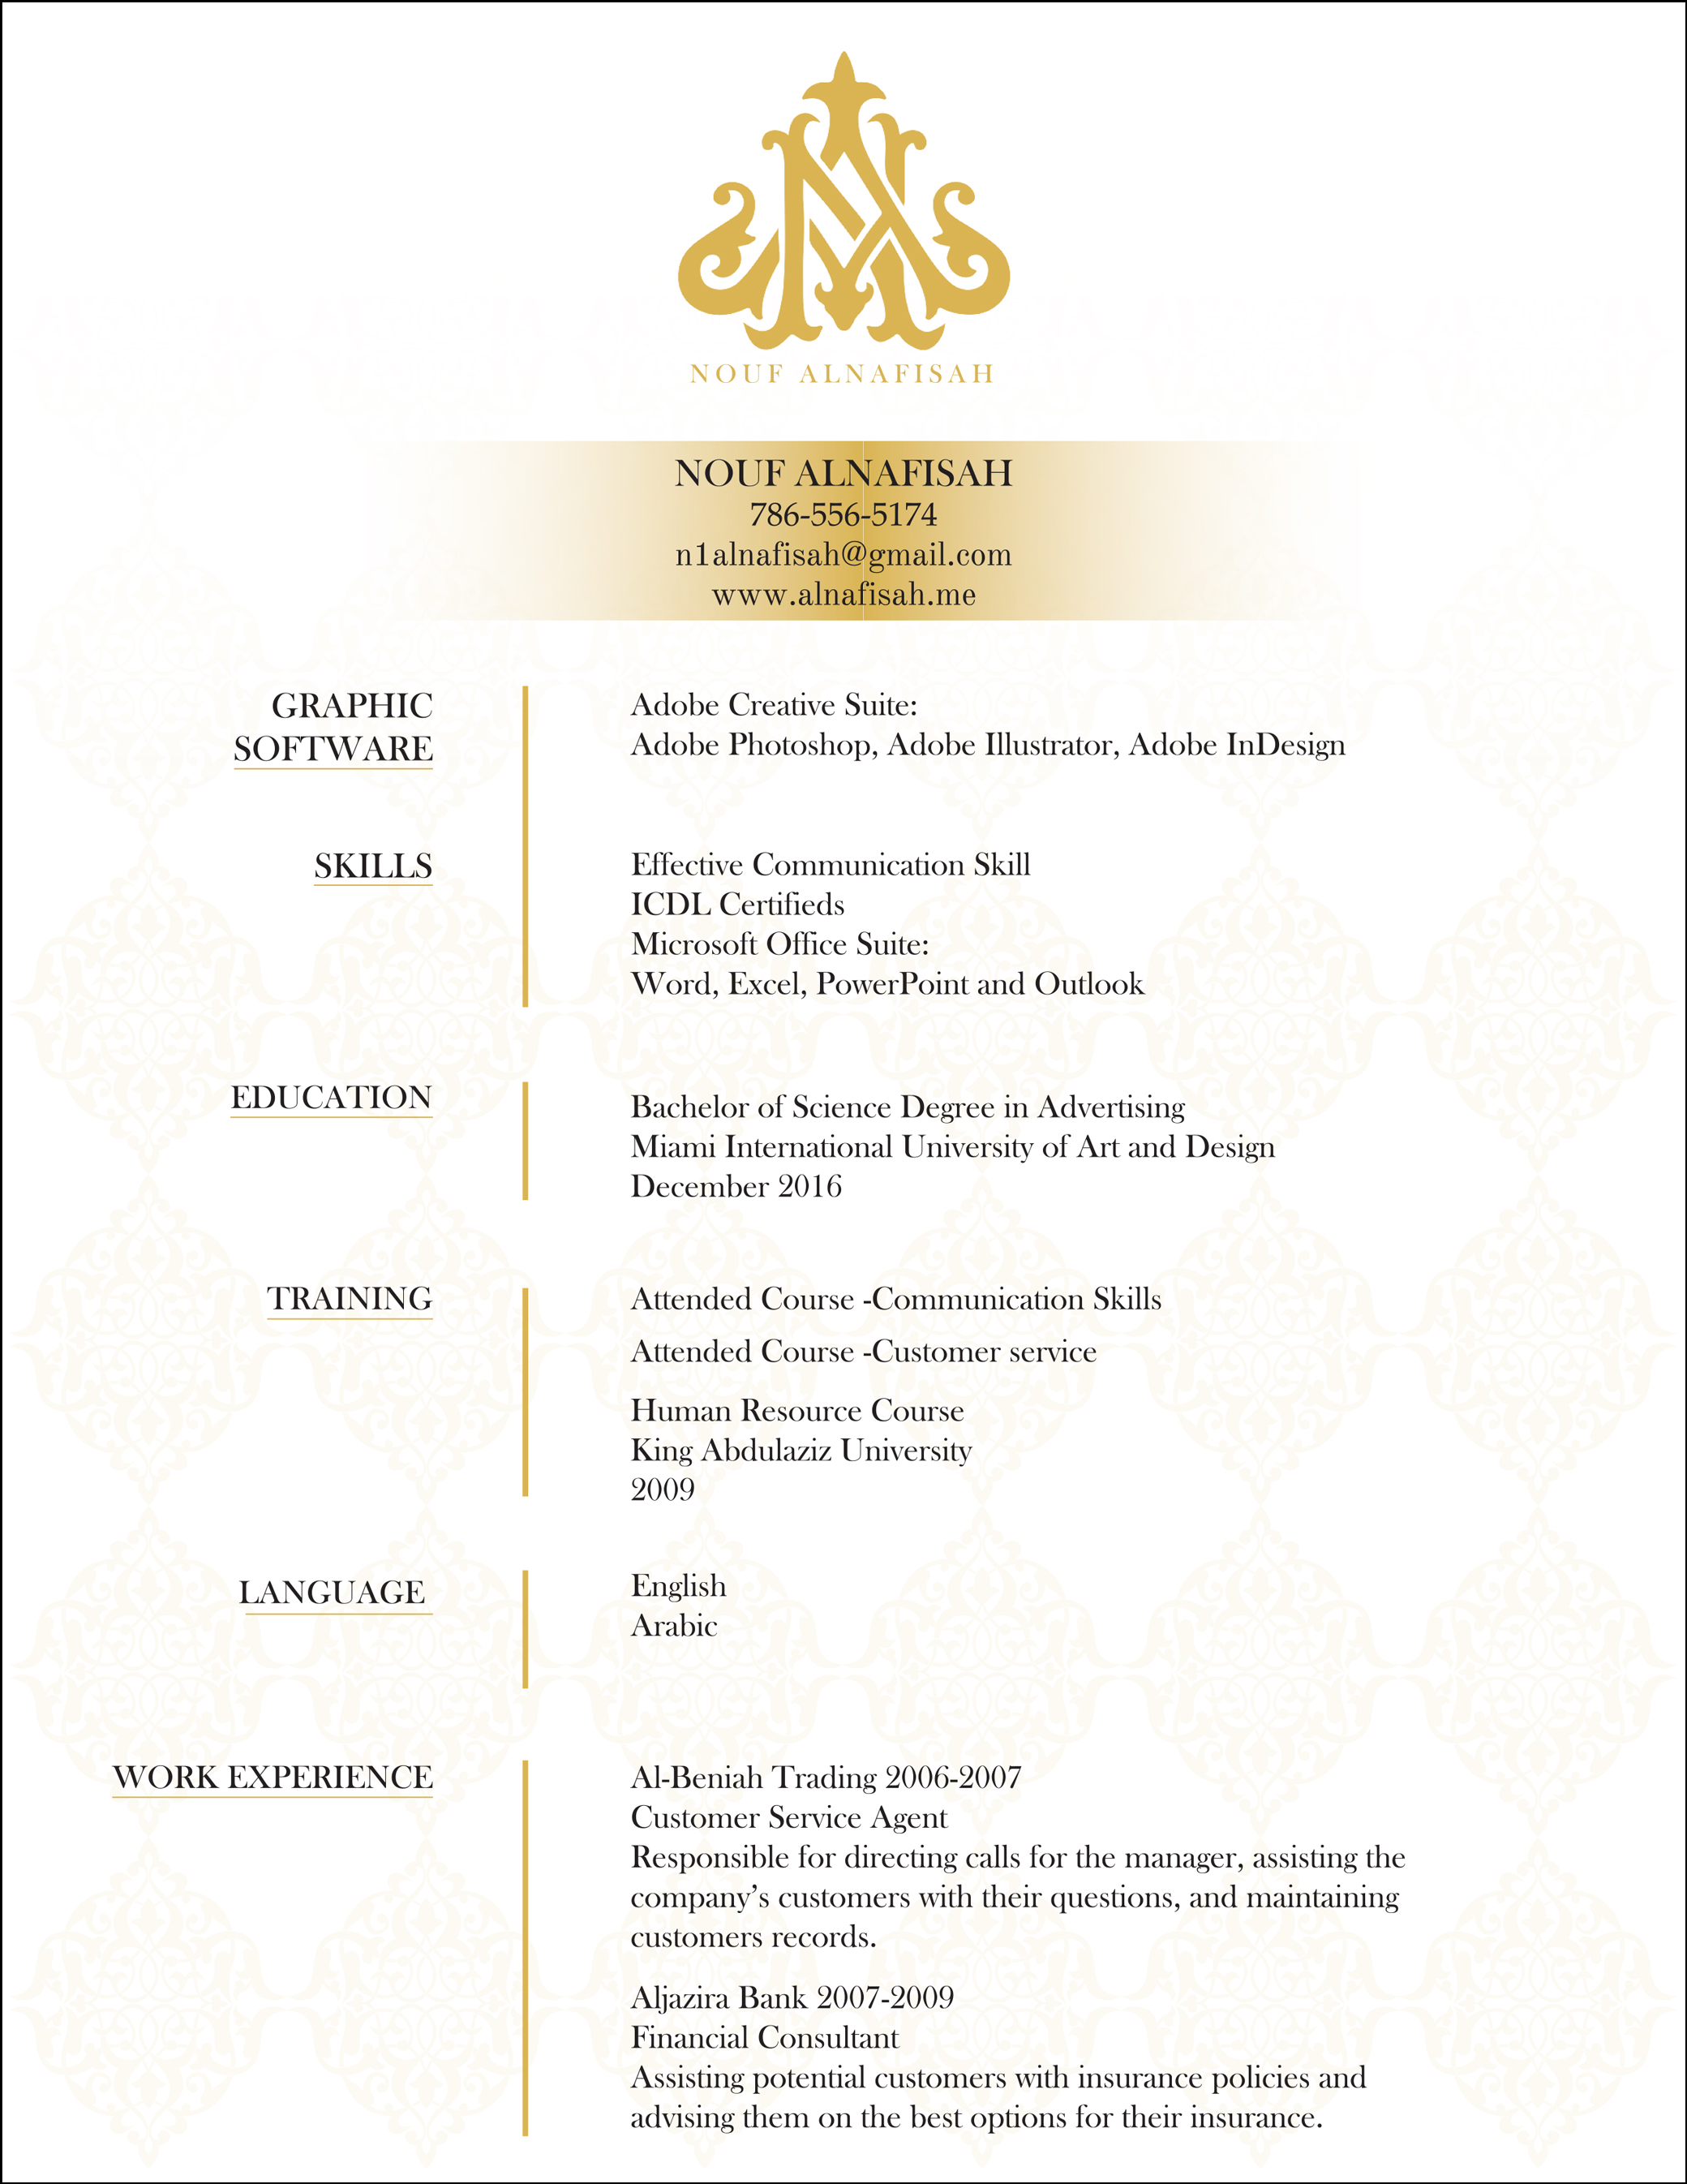 NOUF ALNAFISAH
NOUF ALNAFISAH
786-556-5174
n1alnafisah@gmail.com
www.alnafisah.me
GRAPHIC
SOFTWARE
Adobe Creative Suite:
Adobe Photoshop, Adobe Illustrator, Adobe InDesign
SKILLS
Effective Communication Skill
ICDL Certifieds
Microsoft Office Suite:
Word, Excel, PowerPoint and Outlook
EDUCATION
Bachelor of Science Degree in Advertising
Miami International University of Art and Design
December 2016
TRAINING
Attended Course -Communication Skills
Attended Course -Customer service
Human Resource Course
King Abdulaziz University
2009
LANGUAGE
English
Arabic
WORK EXPERIENCE
Al-Beniah Trading 2006-2007
Customer Service Agent
Responsible for directing calls for the manager, assisting the
company’s customers with their questions, and maintaining
customers records.
Aljazira Bank 2007-2009
Financial Consultant
Assisting potential customers with insurance policies and
advising them on the best options for their insurance.